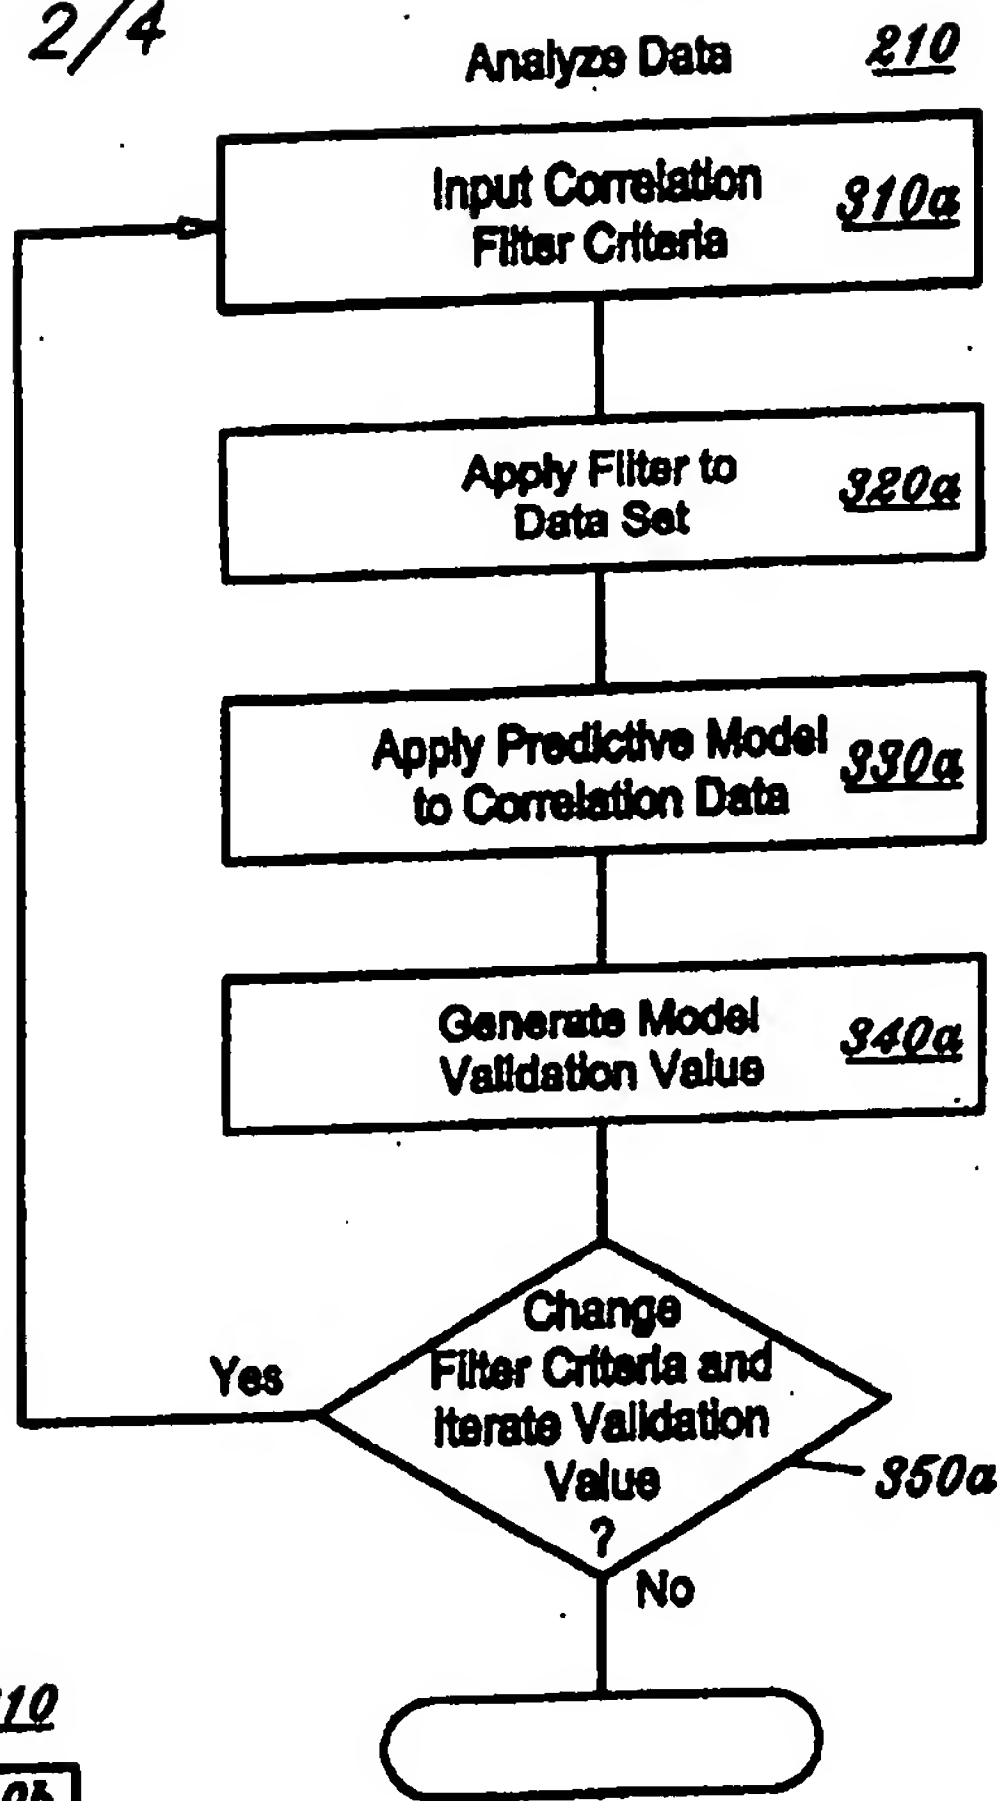 2/4
Analyze Data 210
Input Correlation
Filter Criteria
310a
Apply Filter to
Data Set
320a
Apply Predictive Model
to Correlation Data
330a
Generate Model
Validation Value
340a
Change
Filter Criteria and
Iterate Validation
Value
?
Yes
350a
No